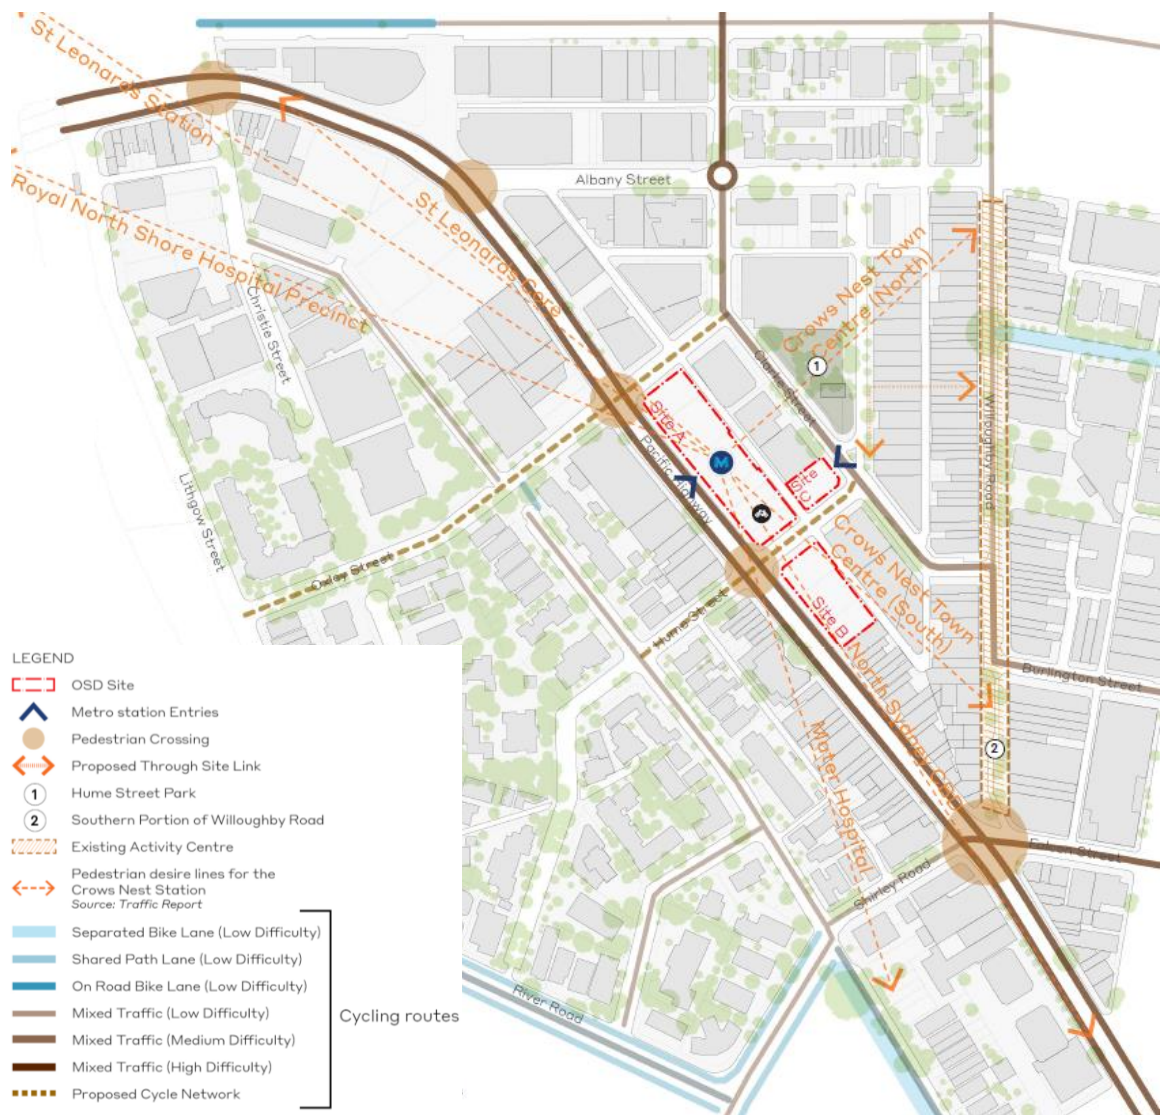 St Leonards Station
Royal North Shore Hospital Precinct
St Leonards Core
Albany Street
Crows Nest Town
Centre (North)
1
Christie Street
Clarke Street
Willoughby Road
Site A
M
Pacific Highway
Site C
Lithgow Street
Oxley Street
Hume Street
Crows Nest Town
Centre (South)
Site B
North Sydney CBD
Burlington Street
Mater Hospital
2
Falcon Street
Shirley Road
River Road
LEGEND
OSD Site
Metro station Entries
Pedestrian Crossing
Proposed Through Site Link
1 Hume Street Park
2 Southern Portion of Willoughby Road
Existing Activity Centre
Pedestrian desire lines for the
Crows Nest Station
Source: Traffic Report
Separated Bike Lane (Low Difficulty)
Shared Path Lane (Low Difficulty)
On Road Bike Lane (Low Difficulty)
Mixed Traffic (Low Difficulty)
Mixed Traffic (Medium Difficulty)
Mixed Traffic (High Difficulty)
Proposed Cycle Network
Cycling routes